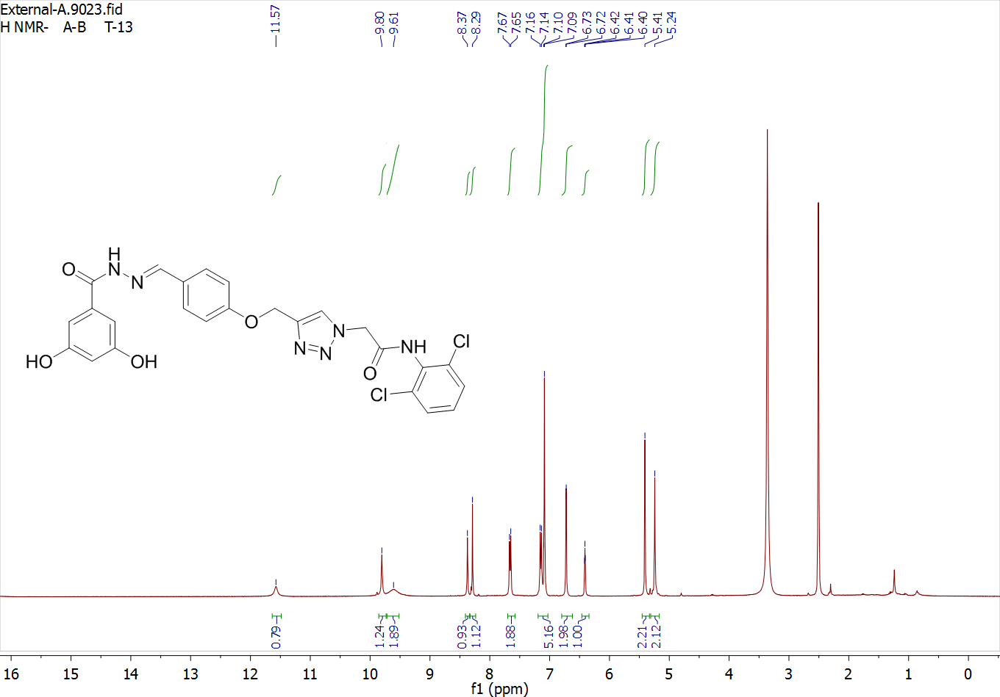 External-A.9023.fid
H NMR-   A-B    T-13
11.57
9.80
9.61
8.37
8.29
7.67
7.65
7.16
7.14
7.10
7.09
6.73
6.72
6.42
6.41
6.40
5.41
5.24
H
O
N
N
O
N
N
N
NH
Cl
HO
OH
O
Cl
0.79
1.24
1.89
0.93
1.12
1.88
5.16
1.98
1.00
2.21
2.12
16 15 14 13 12 11 10 9 8 7 6 5 4 3 2 1 0
f1 (ppm)